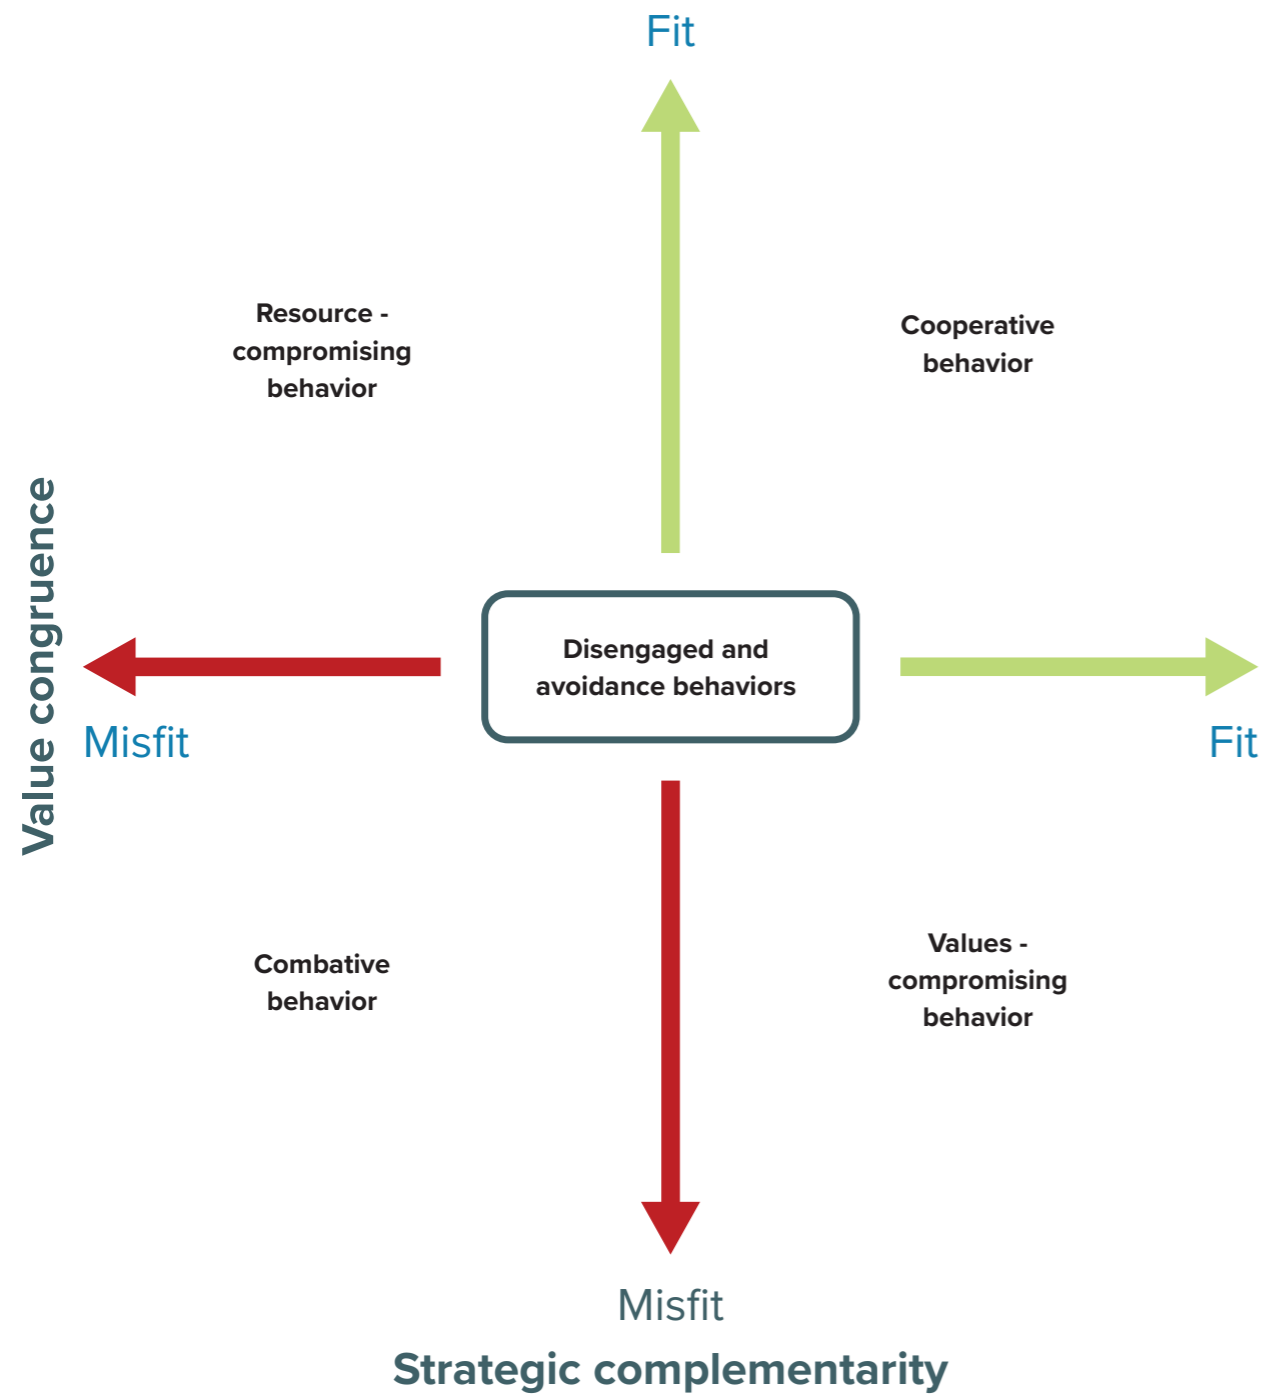 Fit
Resource -
compromising
behavior
Cooperative
behavior
Value congruence
Disengaged and
avoidance behaviors
Misfit
Fit
Combative
behavior
Values -
compromising
behavior
Misfit
Strategic complementarity